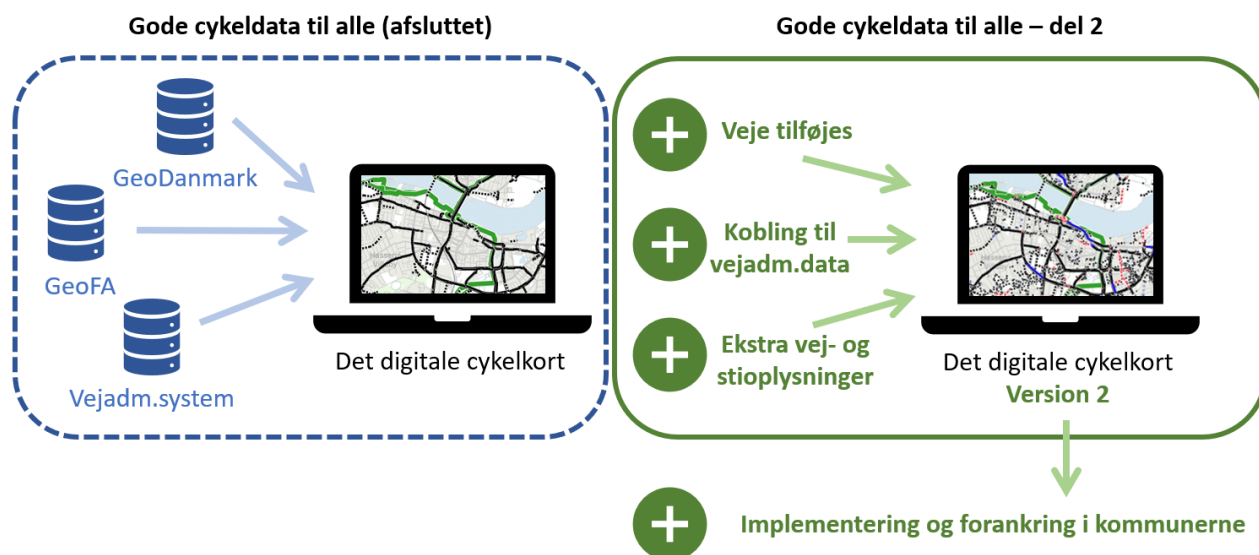 Gode cykeldata til alle (afsluttet)
GeoDanmark
GeoFA
Vejadm.system
Det digitale cykelkort
Gode cykeldata til alle – del 2
Veje tilføjes
Kobling til
vejadm.data
Ekstra vej- og
stioplysninger
Det digitale cykelkort
Version 2
Implementering og forankring i kommunerne